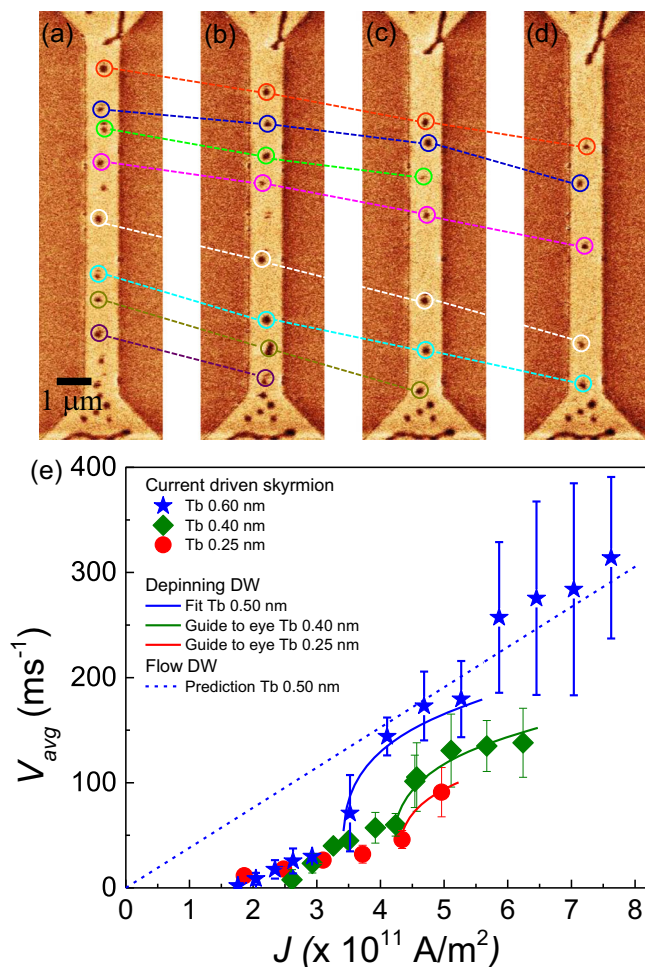 (a) (b) (c) (d)
1 μm
(e)
400
300
200
100
0
V_avg (ms⁻¹)
Current driven skyrmion
Tb 0.60 nm
Tb 0.40 nm
Tb 0.25 nm
Depinning DW
Fit Tb 0.50 nm
Guide to eye Tb 0.40 nm
Guide to eye Tb 0.25 nm
Flow DW
Prediction Tb 0.50 nm
0 1 2 3 4 5 6 7 8
J (x 10¹¹ A/m²)